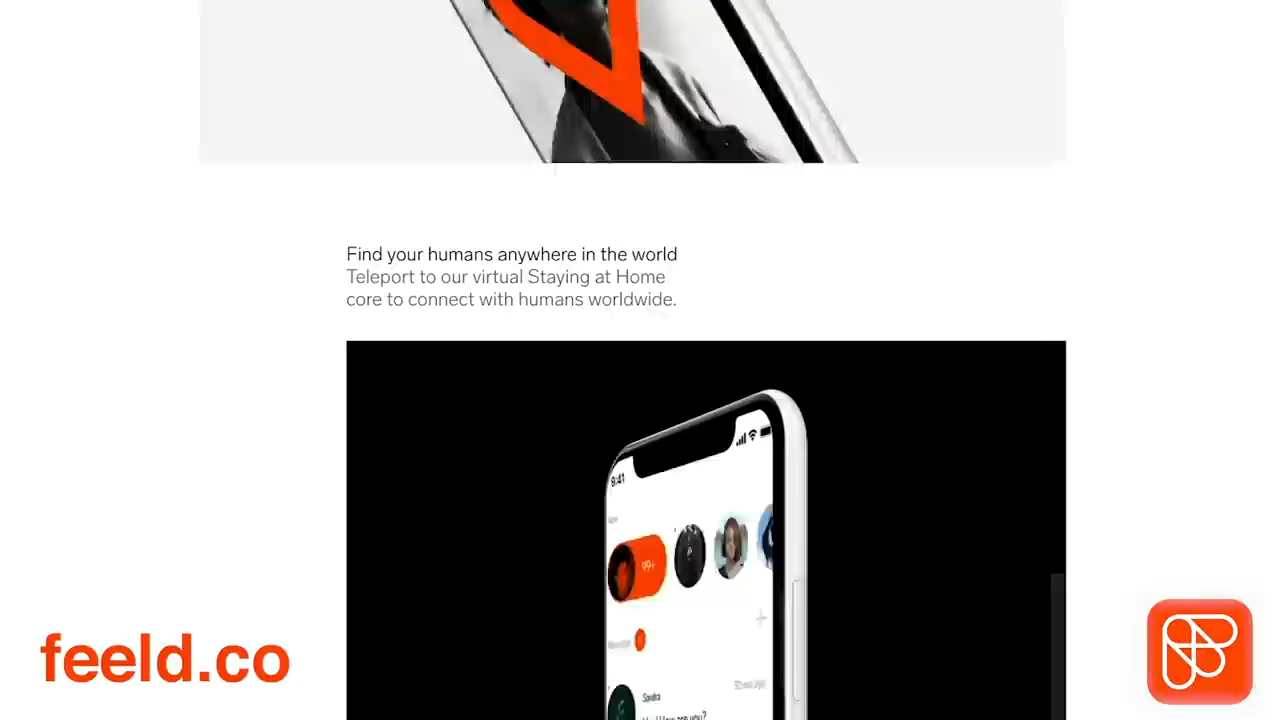 Find your humans anywhere in the world
Teleport to our virtual Staying at Home
core to connect with humans worldwide.
9:41
99+
Sandra
feeld.co